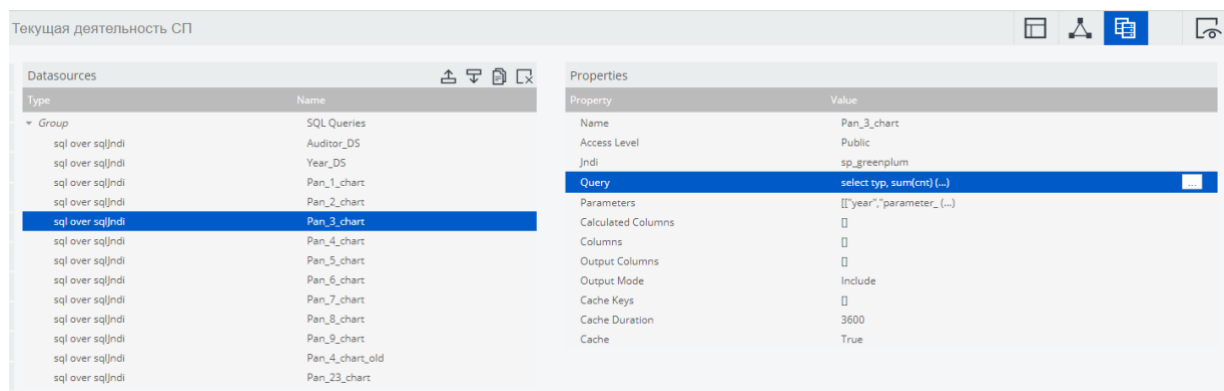 Текущая деятельность СП
Datasources
Type Name
Group SQL Queries
sql over sqlJndi Auditor_DS
sql over sqlJndi Year_DS
sql over sqlJndi Pan_1_chart
sql over sqlJndi Pan_2_chart
sql over sqlJndi Pan_3_chart
sql over sqlJndi Pan_4_chart
sql over sqlJndi Pan_5_chart
sql over sqlJndi Pan_6_chart
sql over sqlJndi Pan_7_chart
sql over sqlJndi Pan_8_chart
sql over sqlJndi Pan_9_chart
sql over sqlJndi Pan_4_chart_old
sql over sqlJndi Pan_23_chart
Properties
Property Value
Name Pan_3_chart
Access Level Public
Jndi sp_greenplum
Query select typ, sum(cnt) (...) ...
Parameters [["year","parameter_ (...)
Calculated Columns []
Columns []
Output Columns []
Output Mode Include
Cache Keys []
Cache Duration 3600
Cache True